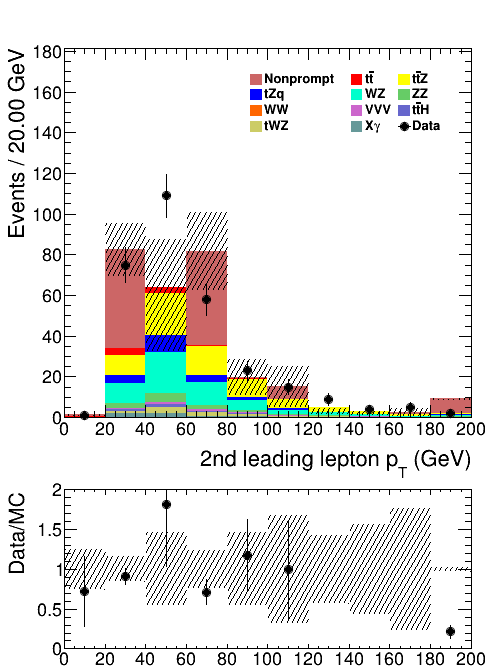 Events / 20.00 GeV
180
160
140
120
100
80
60
40
20
0
Nonprompt tt̄ tt̄Z
tZq WZ ZZ
WW VVV tt̄H
tWZ Xγ Data
0 20 40 60 80 100 120 140 160 180 200
2nd leading lepton p_T (GeV)
Data/MC
2
1.5
1
0.5
0
0 20 40 60 80 100 120 140 160 180 200